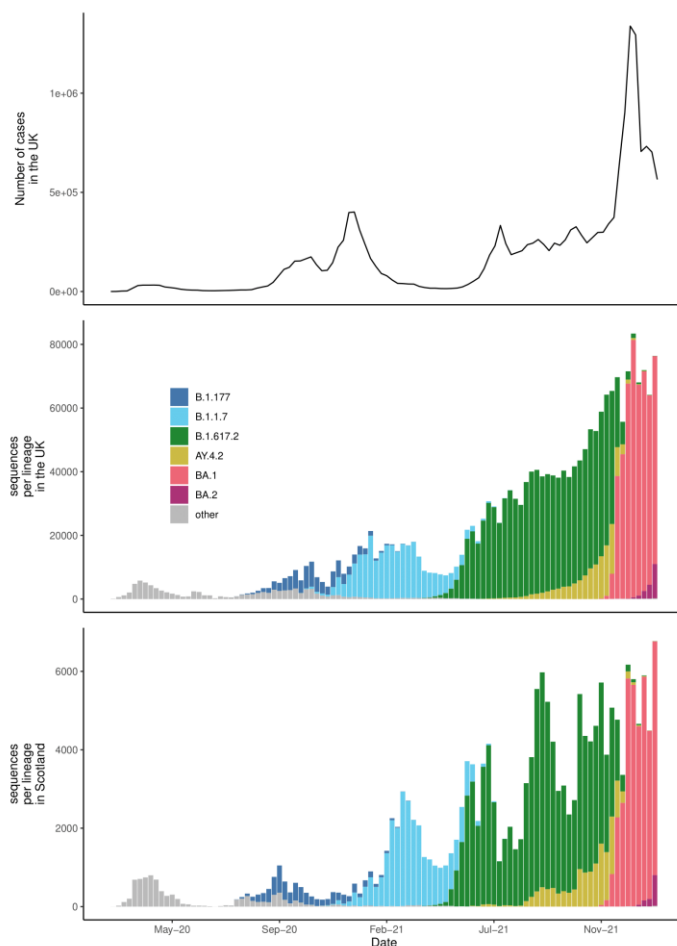 Number of cases
in the UK
1e+06
5e+05
0e+00
sequences
per lineage
in the UK
80000
60000
40000
20000
0
B.1.177
B.1.1.7
B.1.617.2
AY.4.2
BA.1
BA.2
other
sequences
per lineage
in Scotland
6000
4000
2000
0
May-20
Sep-20
Feb-21
Jul-21
Nov-21
Date